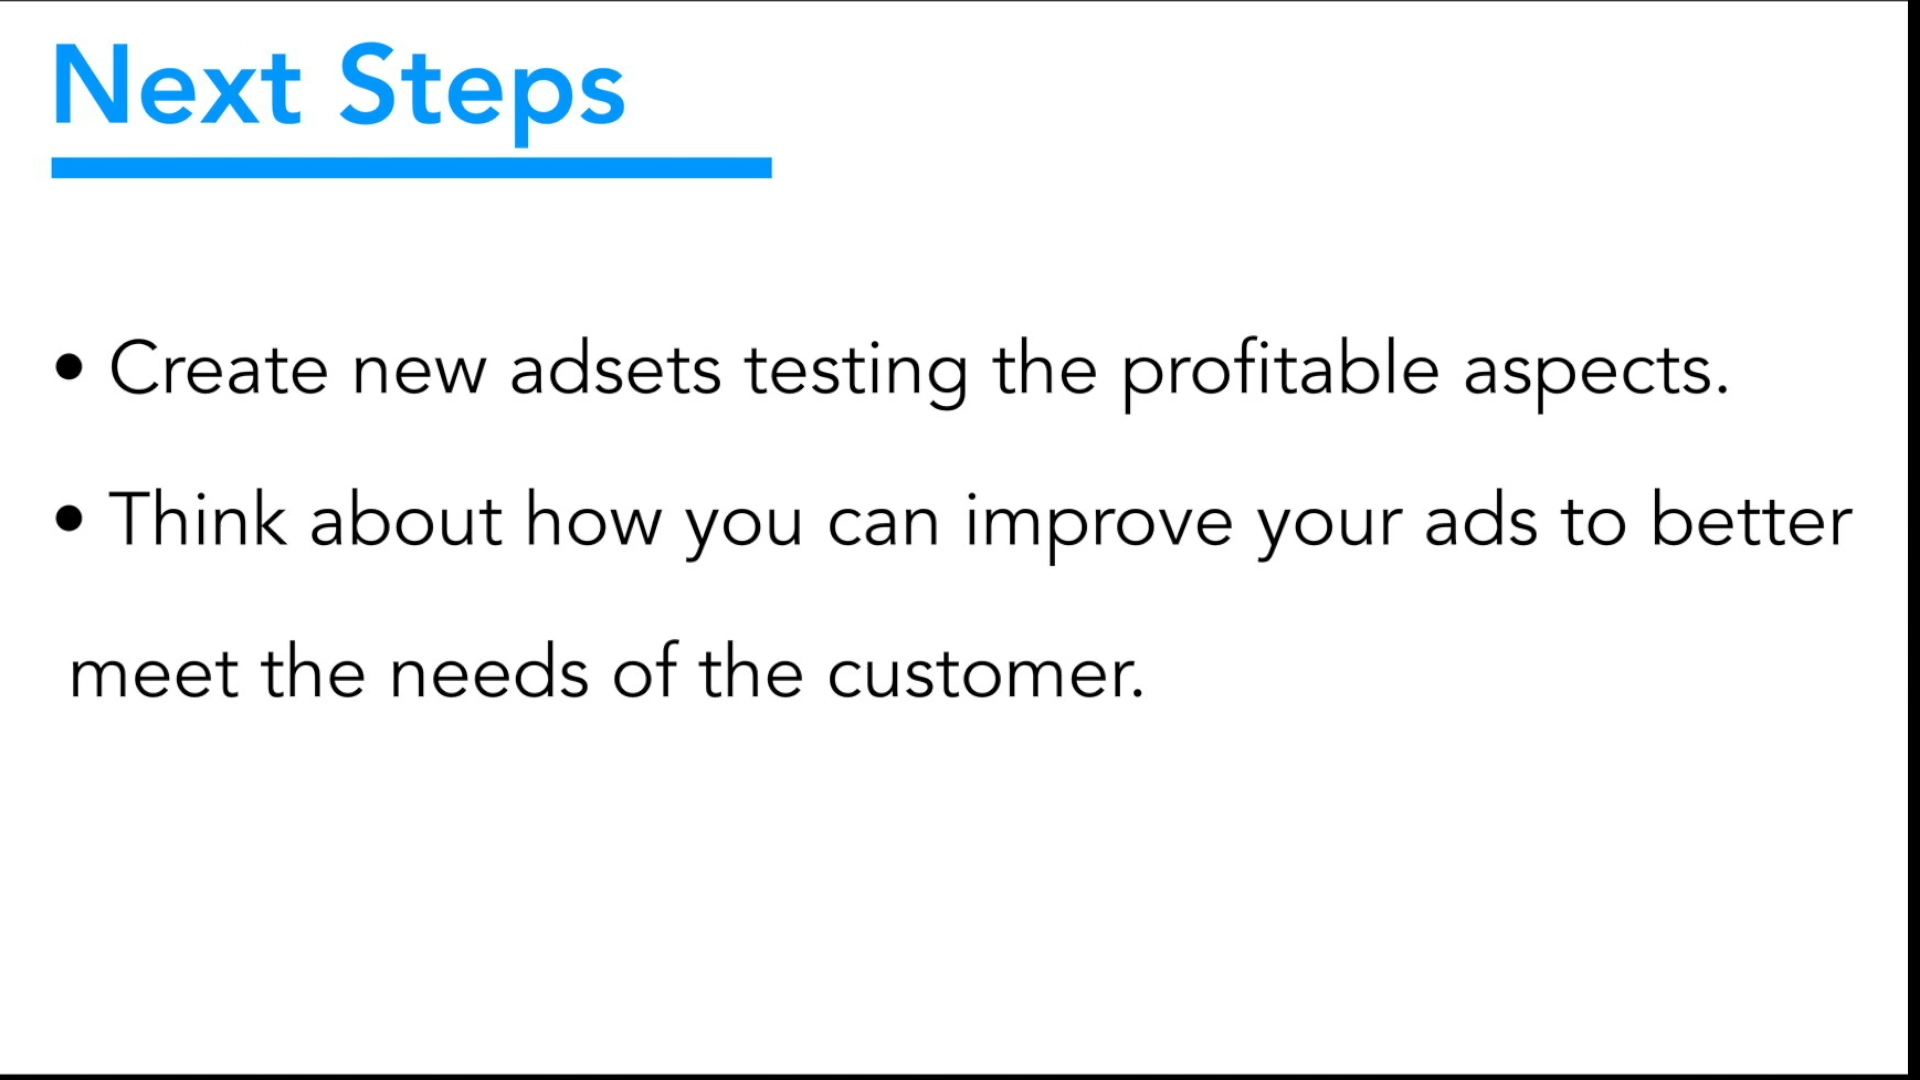 Next Steps
• Create new adsets testing the profitable aspects.
• Think about how you can improve your ads to better
meet the needs of the customer.